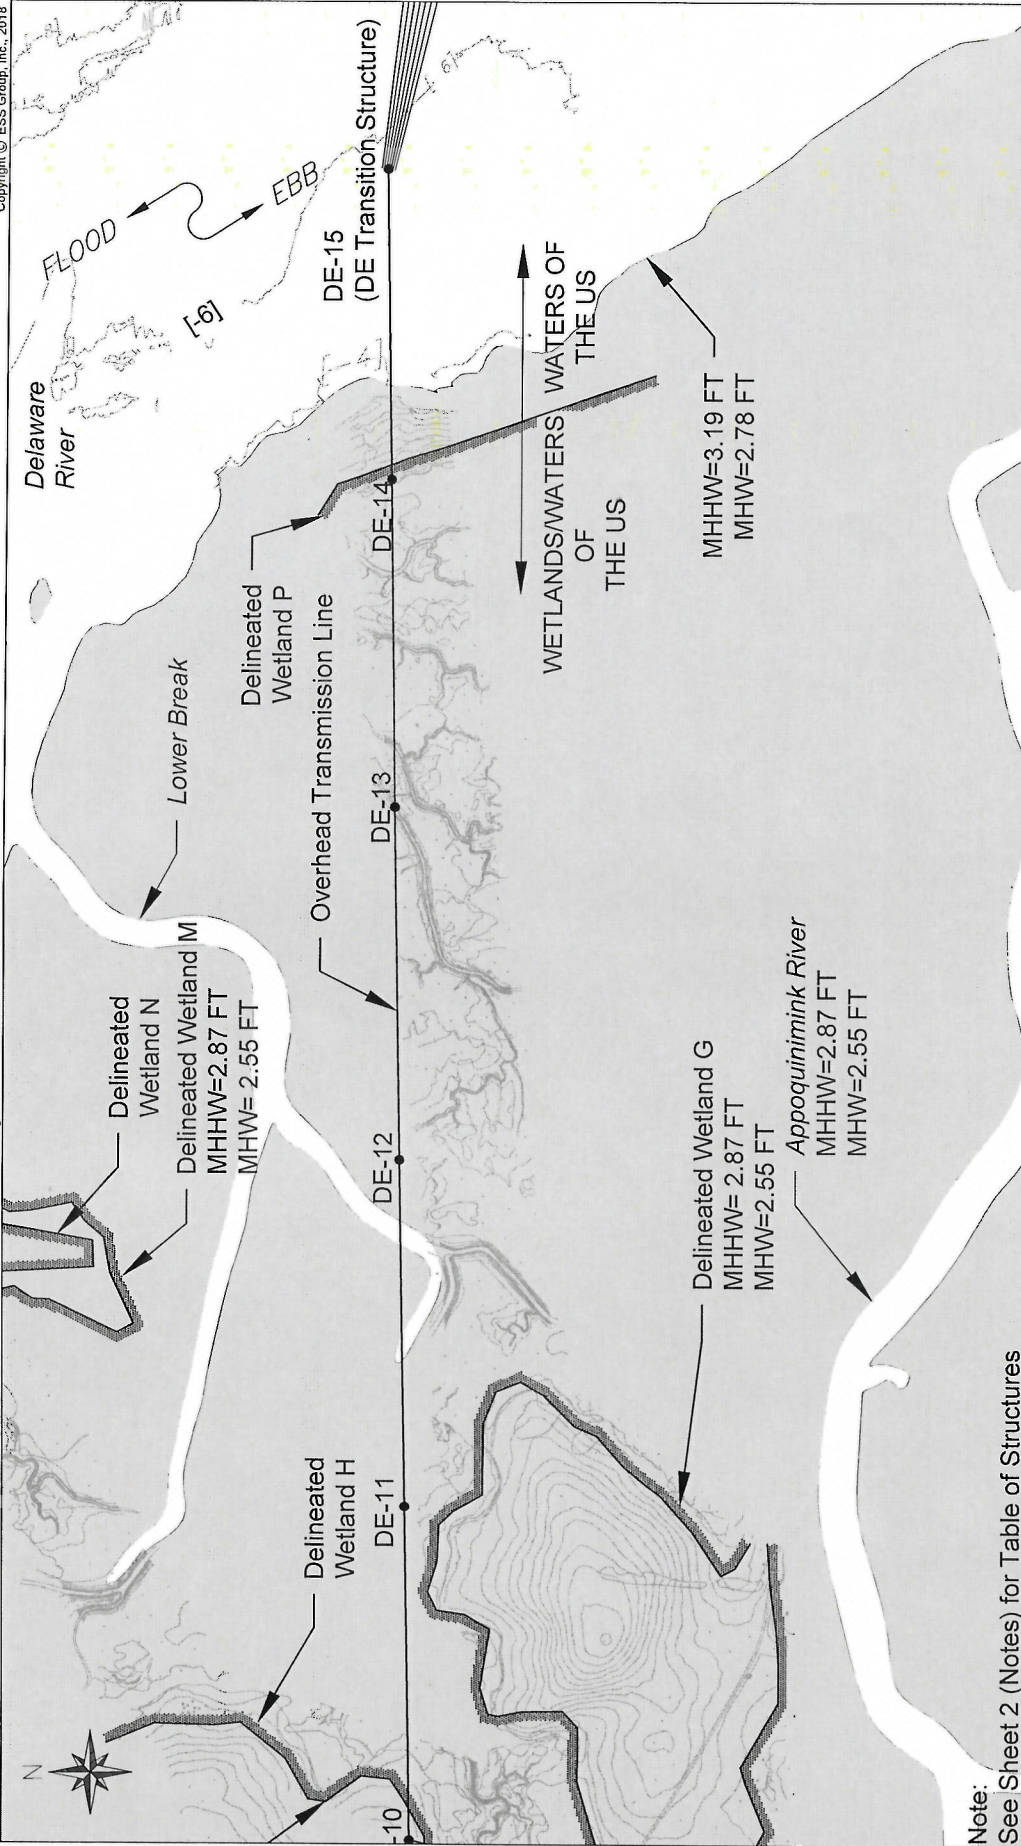 Copyright © ESS Group, Inc., 2018
N
FLOOD
EBB
Delaware
River
[-6]
6
DE-15
(DE Transition Structure)
Lower Break
Delineated
Wetland P
DE-14
Overhead Transmission Line
DE-13
Delineated
Wetland N
Delineated Wetland M
MHHW=2.87 FT
MHW= 2.55 FT
DE-12
Delineated
Wetland H
DE-11
-10
WETLANDS/WATERS
OF
THE US
WATERS OF
THE US
MHHW=3.19 FT
MHW=2.78 FT
Delineated Wetland G
MHHW= 2.87 FT
MHW=2.55 FT
Appoquinimink River
MHHW=2.87 FT
MHW=2.55 FT
Note:
See Sheet 2 (Notes) for Table of Structures